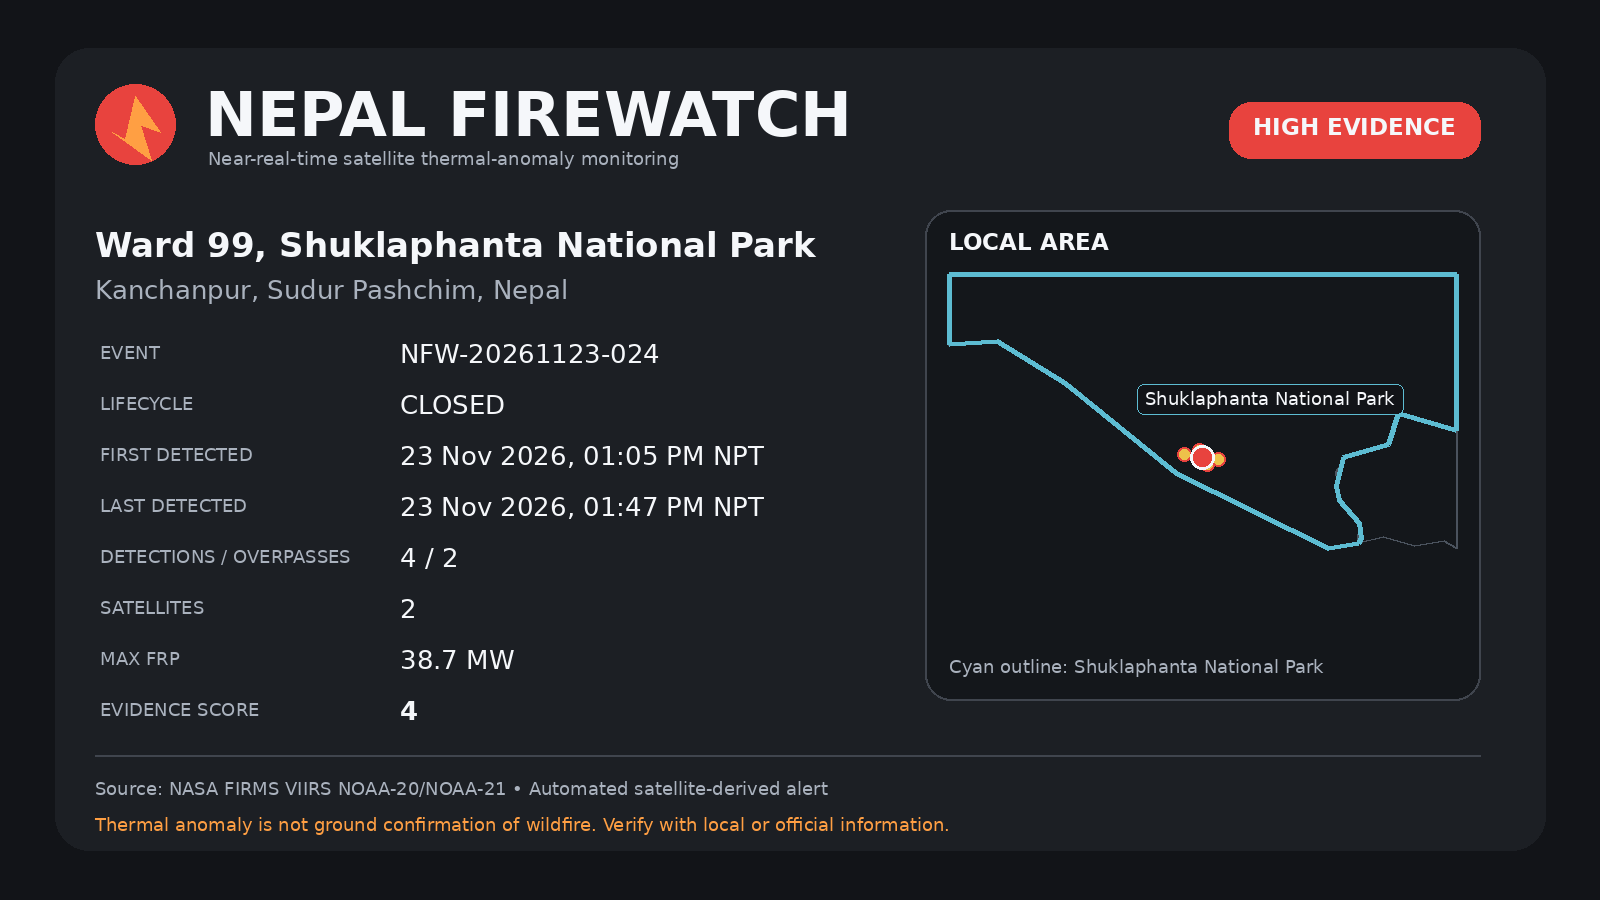 NEPAL FIREWATCH
Near-real-time satellite thermal-anomaly monitoring
HIGH EVIDENCE
Ward 99, Shuklaphanta National Park
Kanchanpur, Sudur Pashchim, Nepal
EVENT NFW-20261123-024
LIFECYCLE CLOSED
FIRST DETECTED 23 Nov 2026, 01:05 PM NPT
LAST DETECTED 23 Nov 2026, 01:47 PM NPT
DETECTIONS / OVERPASSES 4 / 2
SATELLITES 2
MAX FRP 38.7 MW
EVIDENCE SCORE 4
LOCAL AREA
Shuklaphanta National Park
Cyan outline: Shuklaphanta National Park
Source: NASA FIRMS VIIRS NOAA-20/NOAA-21 • Automated satellite-derived alert
Thermal anomaly is not ground confirmation of wildfire. Verify with local or official information.